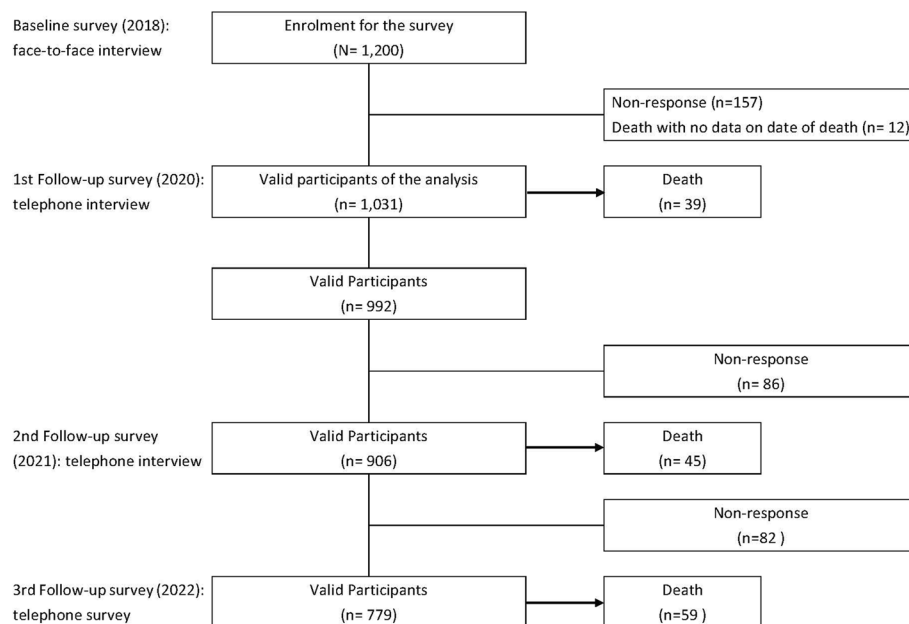 Baseline survey (2018):
face-to-face interview
Enrolment for the survey
(N= 1,200)
Non-response (n=157)
Death with no data on date of death (n= 12)
1st Follow-up survey (2020):
telephone interview
Valid participants of the analysis
(n= 1,031)
Death
(n= 39)
Valid Participants
(n= 992)
Non-response
(n= 86)
2nd Follow-up survey
(2021): telephone interview
Valid Participants
(n= 906)
Death
(n= 45)
Non-response
(n=82 )
3rd Follow-up survey (2022):
telephone survey
Valid Participants
(n= 779)
Death
(n=59 )